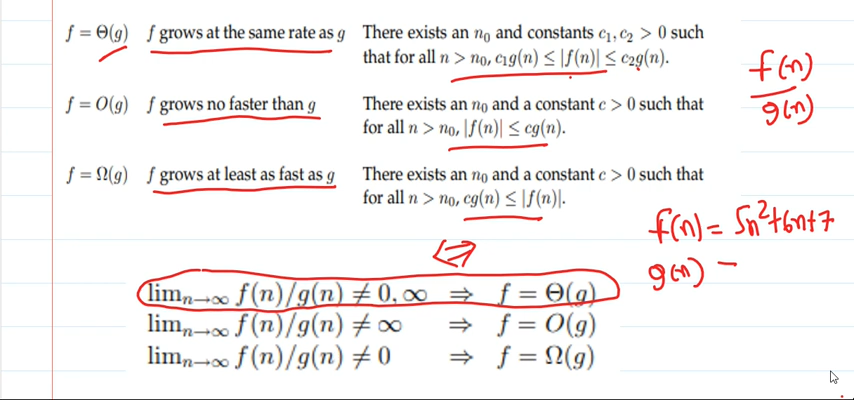 f = Θ(g) f grows at the same rate as g There exists an n₀ and constants c₁, c₂ > 0 such
that for all n > n₀, c₁g(n) ≤ |f(n)| ≤ c₂g(n).
f(n)
g(n)
f = O(g) f grows no faster than g There exists an n₀ and a constant c > 0 such that
for all n > n₀, |f(n)| ≤ cg(n).
f = Ω(g) f grows at least as fast as g There exists an n₀ and a constant c > 0 such that
for all n > n₀, cg(n) ≤ |f(n)|.
f(n) = 5n²+6n+7
g(n) =
limₙ→∞ f(n)/g(n) ≠ 0, ∞ ⇒ f = Θ(g)
limₙ→∞ f(n)/g(n) ≠ ∞ ⇒ f = O(g)
limₙ→∞ f(n)/g(n) ≠ 0 ⇒ f = Ω(g)